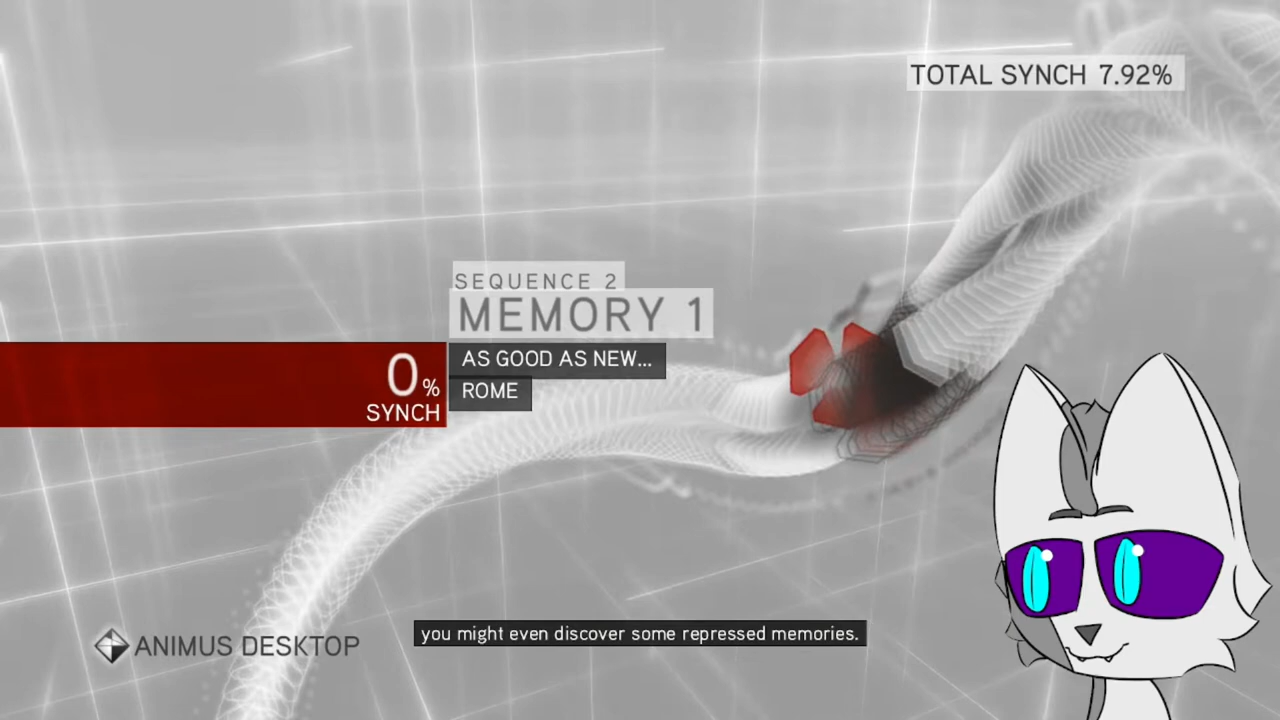 TOTAL SYNCH 7.92%
SEQUENCE 2
MEMORY 1
0%
SYNCH
AS GOOD AS NEW...
ROME
you might even discover some repressed memories.
ANIMUS DESKTOP